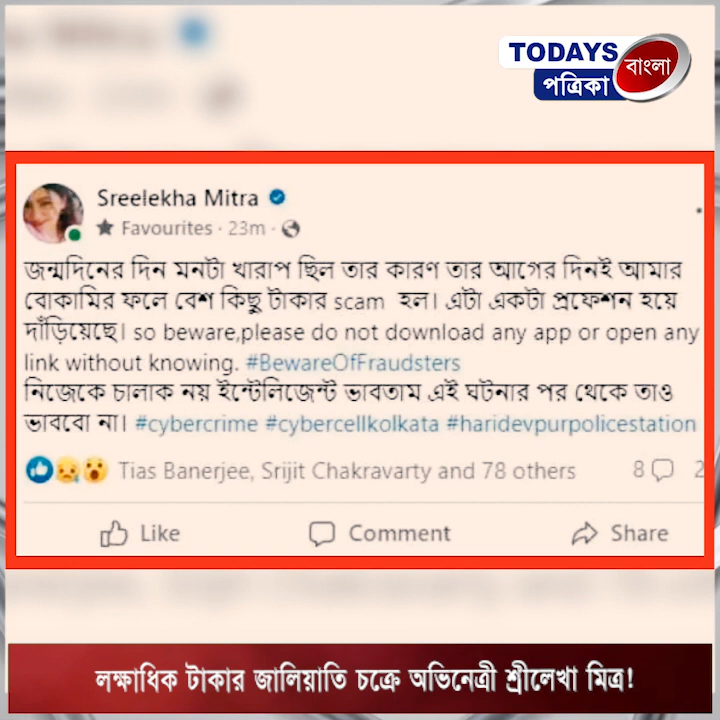 TODAYS
পত্রিকা
বাংলা
Sreelekha Mitra
Favourites · 23m ·
জন্মদিনের দিন মনটা খারাপ ছিল তার কারণ তার আগের দিনই আমার
বোকামির ফলে বেশ কিছু টাকার scam হল। এটা একটা প্রফেশন হয়ে
দাঁড়িয়েছে। so beware,please do not download any app or open any
link without knowing. #BewareOfFraudsters
নিজেকে চালাক নয় ইন্টেলিজেন্ট ভাবতাম এই ঘটনার পর থেকে তাও
ভাববো না। #cybercrime #cybercellkolkata #haridevpurpolicestation
Tias Banerjee, Srijit Chakravarty and 78 others 8 2
Like Comment Share
লক্ষাধিক টাকার জালিয়াতি চক্রে অভিনেত্রী শ্রীলেখা মিত্র!